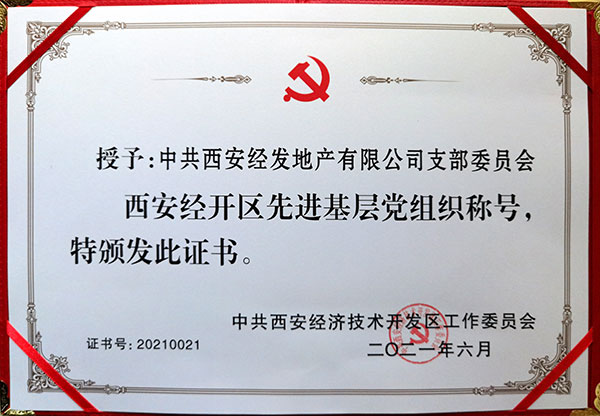 授予:中共西安经发地产有限公司支部委员会
西安经开区先进基层党组织称号,
特颁发此证书。
中共西安经济技术开发区工作委员会
证书号:20210021
二〇二一年六月